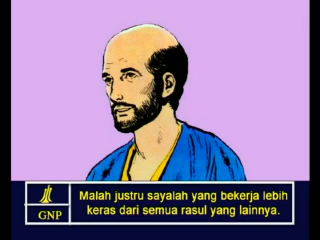 Malah justru sayalah yang bekerja lebih
keras dari semua rasul yang lainnya.
GNP